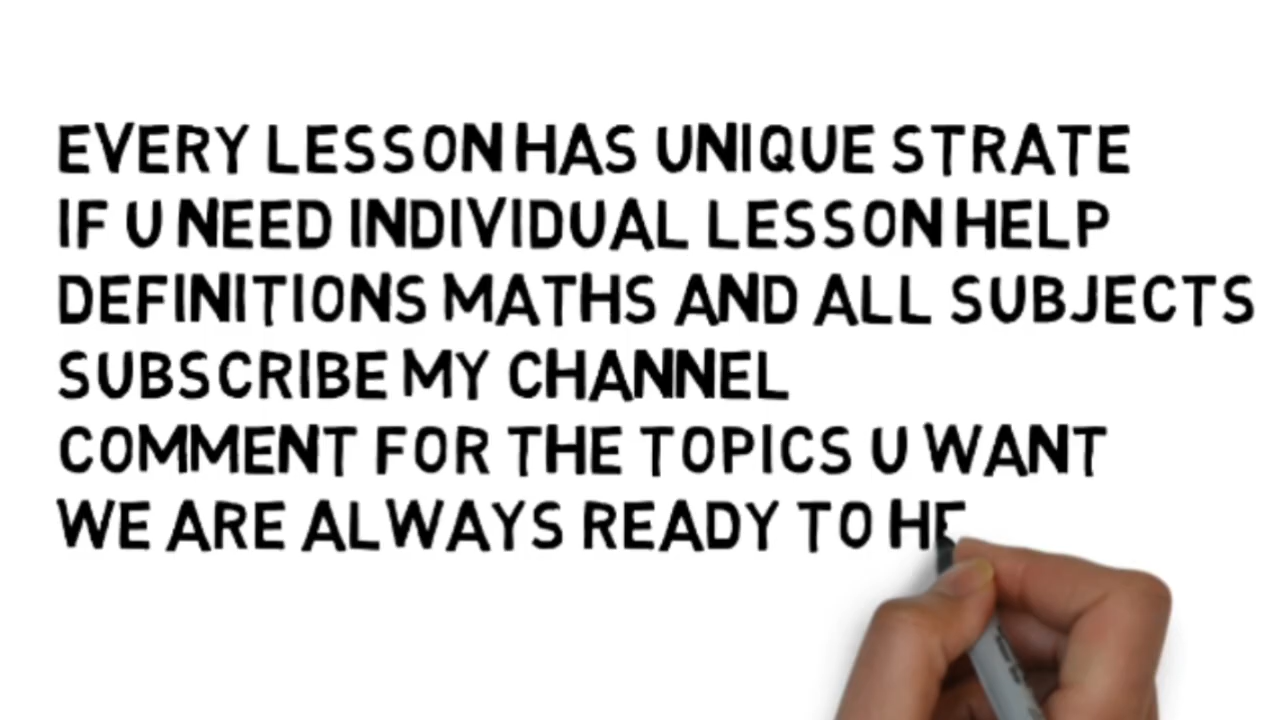 EVERY LESSON HAS UNIQUE STRATE
IF U NEED INDIVIDUAL LESSON HELP
DEFINITIONS MATHS AND ALL SUBJECTS
SUBSCRIBE MY CHANNEL
COMMENT FOR THE TOPICS U WANT
WE ARE ALWAYS READY TO HE